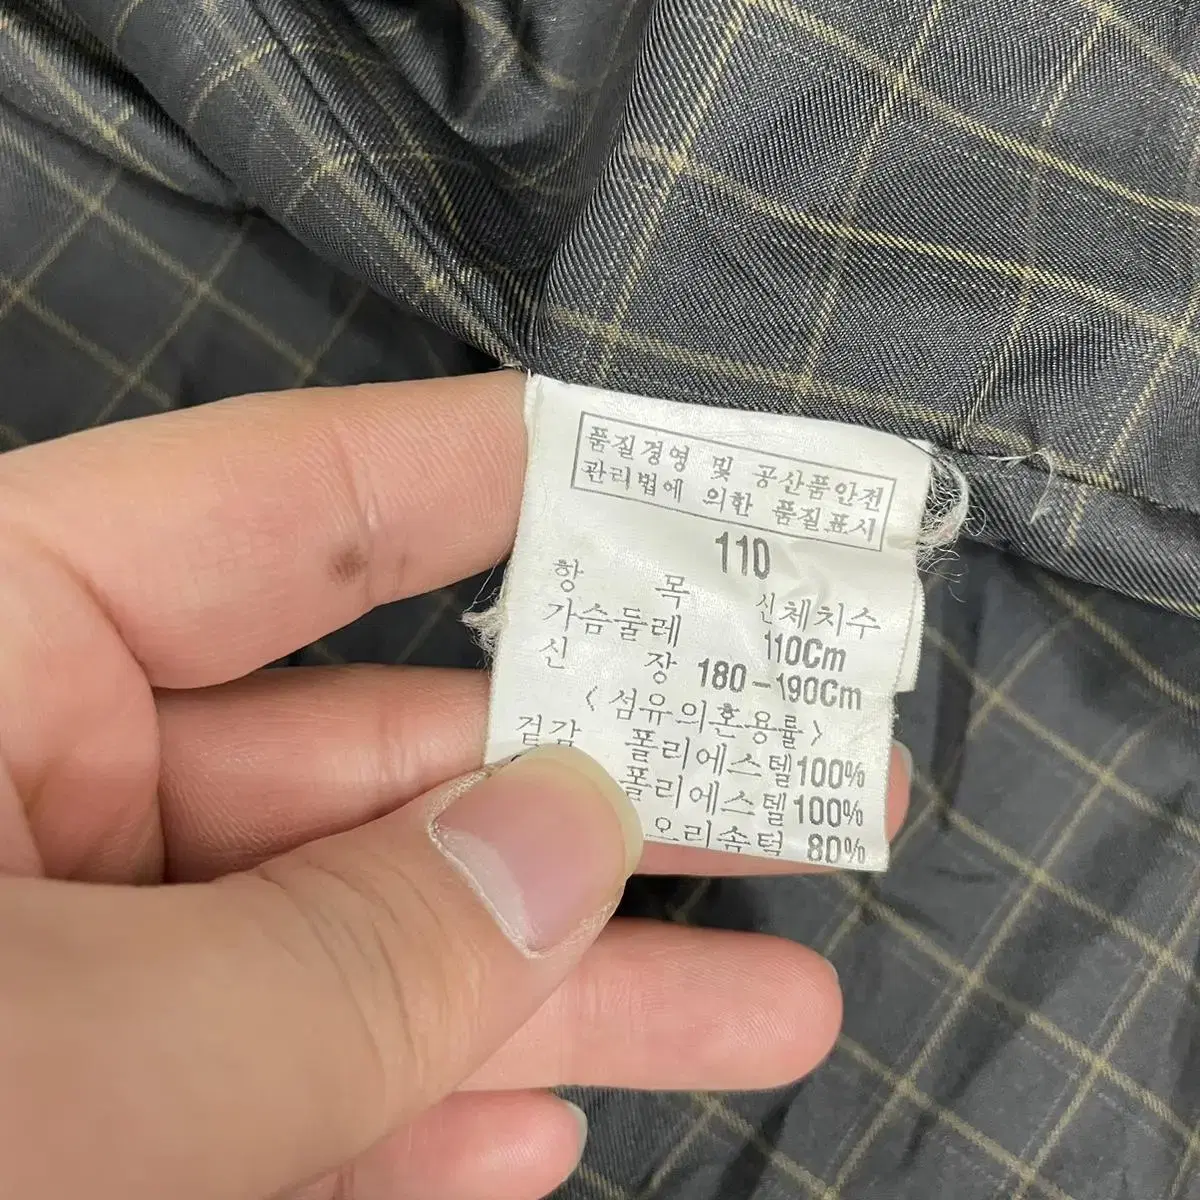 품질경영 및 공산품안전
관리법에 의한 품질표시
110
항 목 신체치수
가슴둘레 110Cm
신 장 180-190Cm
<섬유의혼용률>
겉감 폴리에스텔100%
폴리에스텔100%
오리솜털 80%